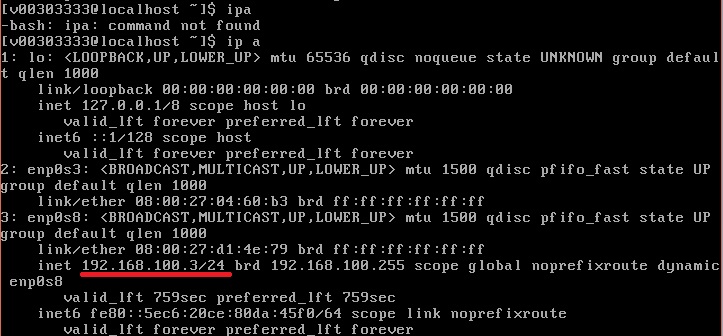 [v00303333@localhost ~]$ ipa
-bash: ipa: command not found
[v00303333@localhost ~]$ ip a
1: lo: <LOOPBACK,UP,LOWER_UP> mtu 65536 qdisc noqueue state UNKNOWN group defaul
t qlen 1000
    link/loopback 00:00:00:00:00:00 brd 00:00:00:00:00:00
    inet 127.0.0.1/8 scope host lo
       valid_lft forever preferred_lft forever
    inet6 ::1/128 scope host
       valid_lft forever preferred_lft forever
2: enp0s3: <BROADCAST,MULTICAST,UP,LOWER_UP> mtu 1500 qdisc pfifo_fast state UP
group default qlen 1000
    link/ether 08:00:27:04:60:b3 brd ff:ff:ff:ff:ff:ff
3: enp0s8: <BROADCAST,MULTICAST,UP,LOWER_UP> mtu 1500 qdisc pfifo_fast state UP
group default qlen 1000
    link/ether 08:00:27:d1:4e:79 brd ff:ff:ff:ff:ff:ff
    inet 192.168.100.3/24 brd 192.168.100.255 scope global noprefixroute dynamic
enp0s8
       valid_lft 759sec preferred_lft 759sec
    inet6 fe80::5ec6:20ce:80da:45f0/64 scope link noprefixroute
       valid_lft forever preferred_lft forever